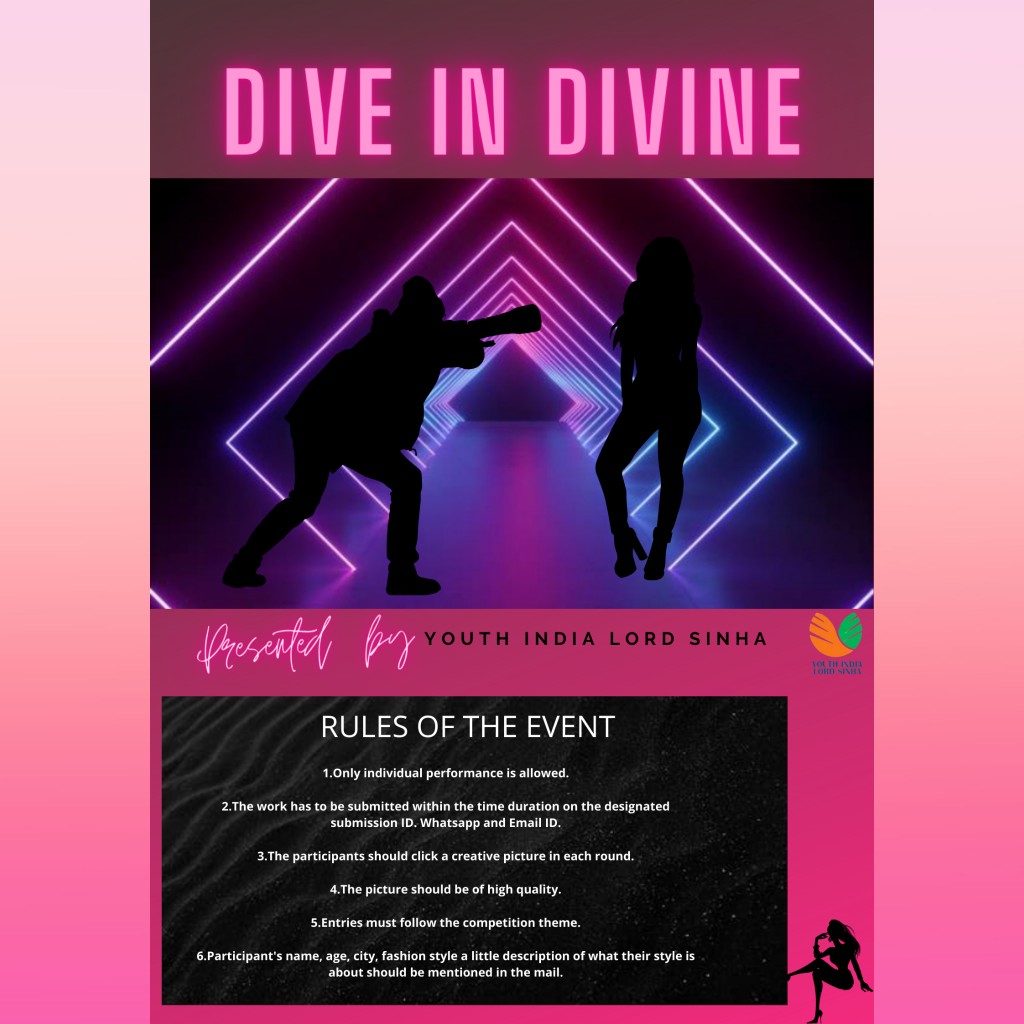 DIVE IN DIVINE
Presented by YOUTH INDIA LORD SINHA
YOUTH INDIA
LORD SINHA
RULES OF THE EVENT
1.Only individual performance is allowed.
2.The work has to be submitted within the time duration on the designated
submission ID. Whatsapp and Email ID.
3.The participants should click a creative picture in each round.
4.The picture should be of high quality.
5.Entries must follow the competition theme.
6.Participant's name, age, city, fashion style a little description of what their style is
about should be mentioned in the mail.